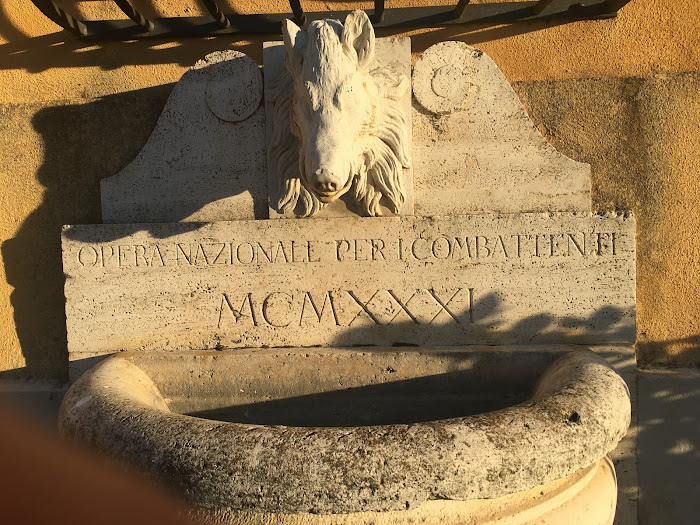 OPERA NAZIONALE PER I COMBATTENTI
MCMXXXI